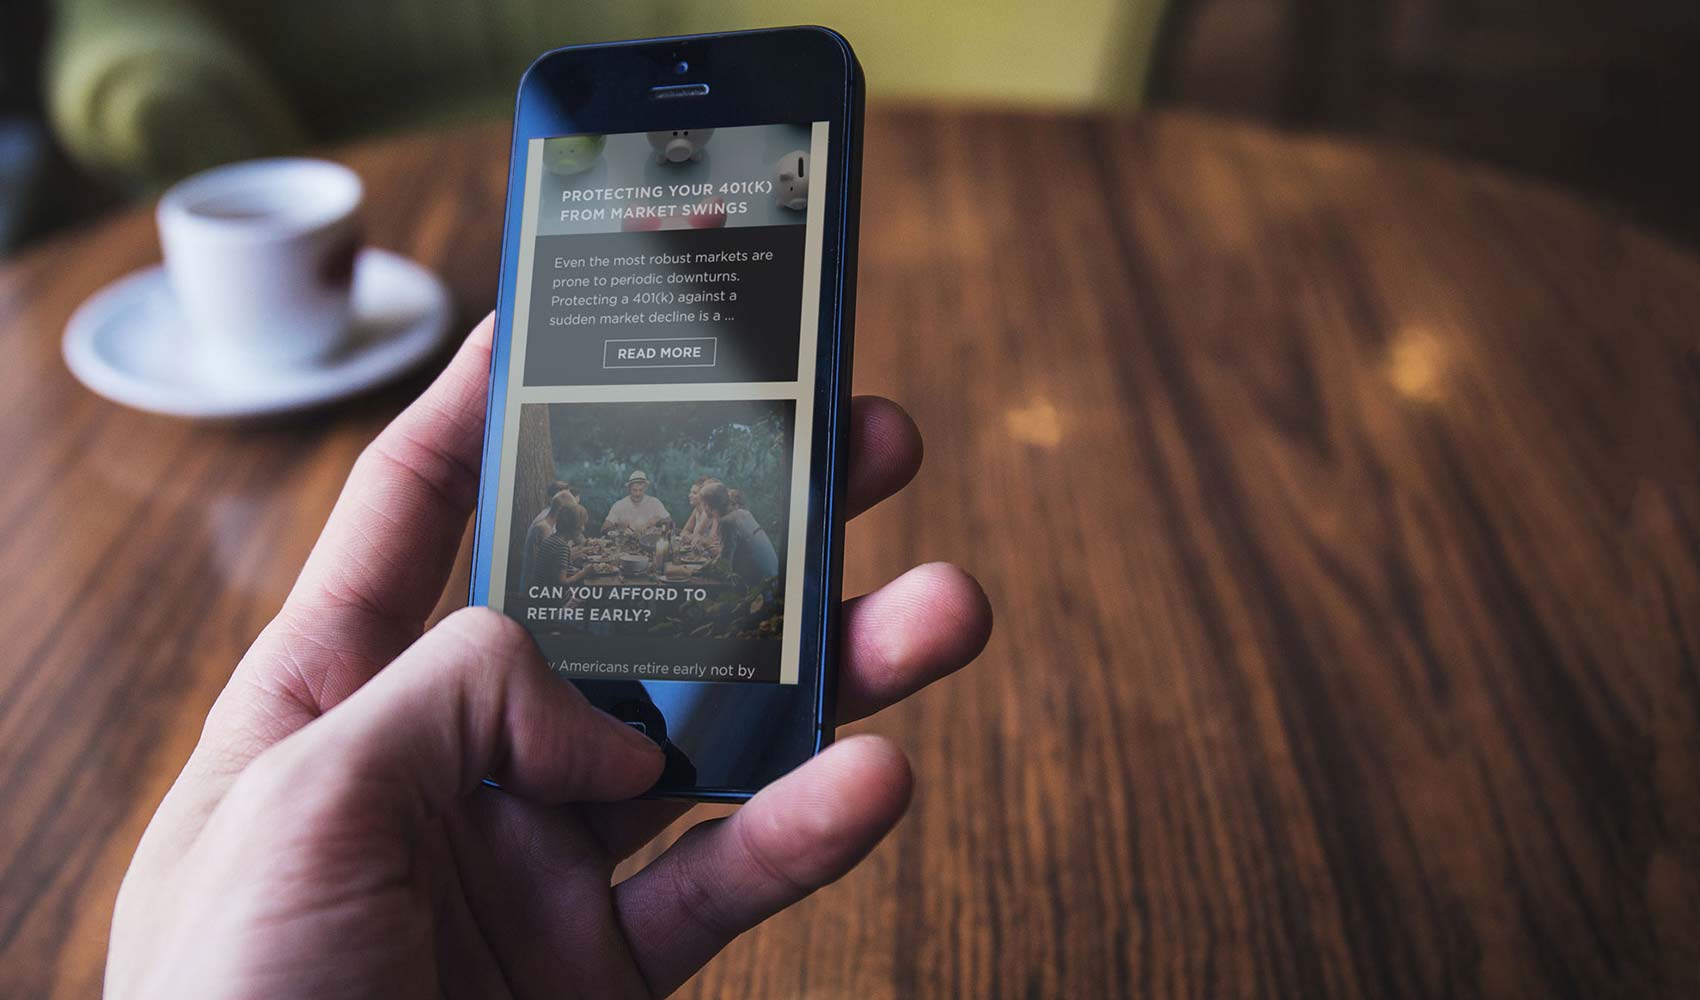 PROTECTING YOUR 401(K)
FROM MARKET SWINGS
Even the most robust markets are
prone to periodic downturns.
Protecting a 401(k) against a
sudden market decline is a ...
READ MORE
CAN YOU AFFORD TO
RETIRE EARLY?
Americans retire early not by